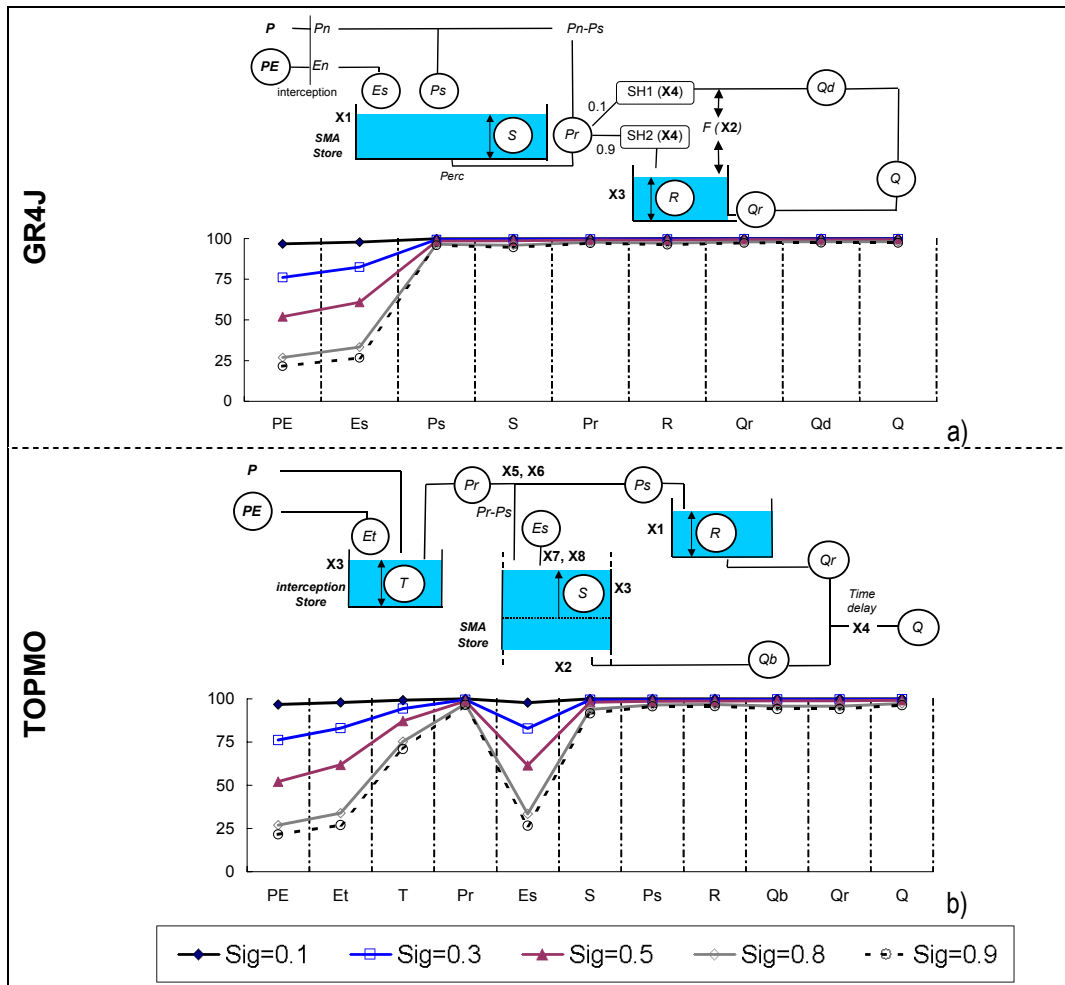 GR4J
P Pn Pn-Ps
PE En
interception
Es Ps
X1
SMA
Store
S
Perc
Pr
0.1
0.9
SH1 (X4)
SH2 (X4)
F (X2)
Qd
Q
X3
R
Qr
100
75
50
25
0
PE Es Ps S Pr R Qr Qd Q
a)
TOPMO
P
PE
Et
X3
interception
Store
T
Pr
X5, X6
Pr-Ps
Es
X7, X8
S
X3
SMA
Store
X2
Ps
X1
R
Qr
Time
delay
X4
Q
Qb
100
75
50
25
0
PE Et T Pr Es S Ps R Qb Qr Q
b)
Sig=0.1 Sig=0.3 Sig=0.5 Sig=0.8 Sig=0.9